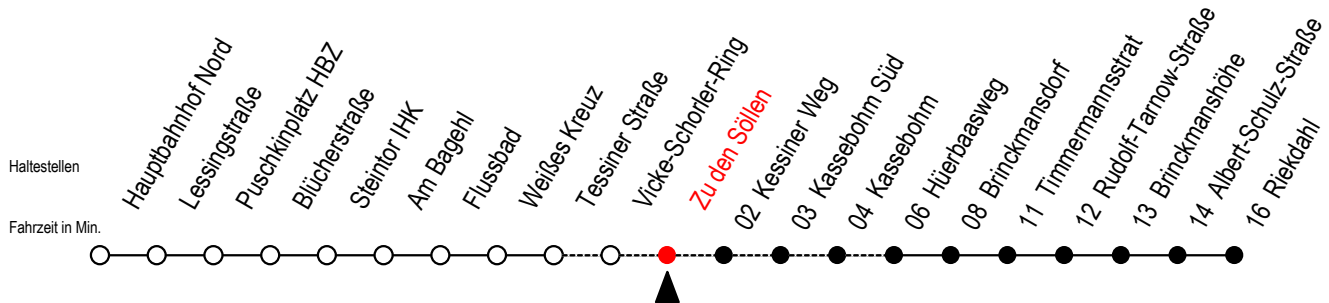 Haltestellen
Fahrzeit in Min.
Hauptbahnhof Nord
Lessingstraße
Puschkinplatz HBZ
Blücherstraße
Steintor IHK
Am Bagehl
Flussbad
Weißes Kreuz
Tessiner Straße
Vicke-Schorler-Ring
Zu den Söllen
02 Kessiner Weg
03 Kassebohm Süd
04 Kassebohm
06 Hüerbaasweg
08 Brinckmansdorf
11 Timmermannsstrat
12 Rudolf-Tarnow-Straße
13 Brinckmanshöhe
14 Albert-Schulz-Straße
16 Riekdahl